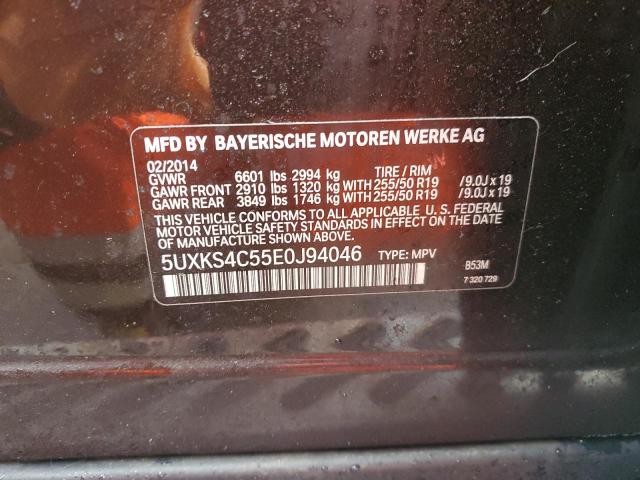 MFD BY BAYERISCHE MOTOREN WERKE AG
02/2014
GVWR 6601 lbs 2994 kg TIRE / RIM
GAWR FRONT 2910 lbs 1320 kg WITH 255/50 R19 /9.0J x 19
GAWR REAR 3849 lbs 1746 kg WITH 255/50 R19 /9.0J x 19
THIS VEHICLE CONFORMS TO ALL APPLICABLE U. S. FEDERAL
MOTOR VEHICLE SAFETY STANDARDS IN EFFECT ON THE DATE
OF MANUFACTURE SHOWN ABOVE.
5UXKS4C55E0J94046 TYPE: MPV B53M
7 320 729